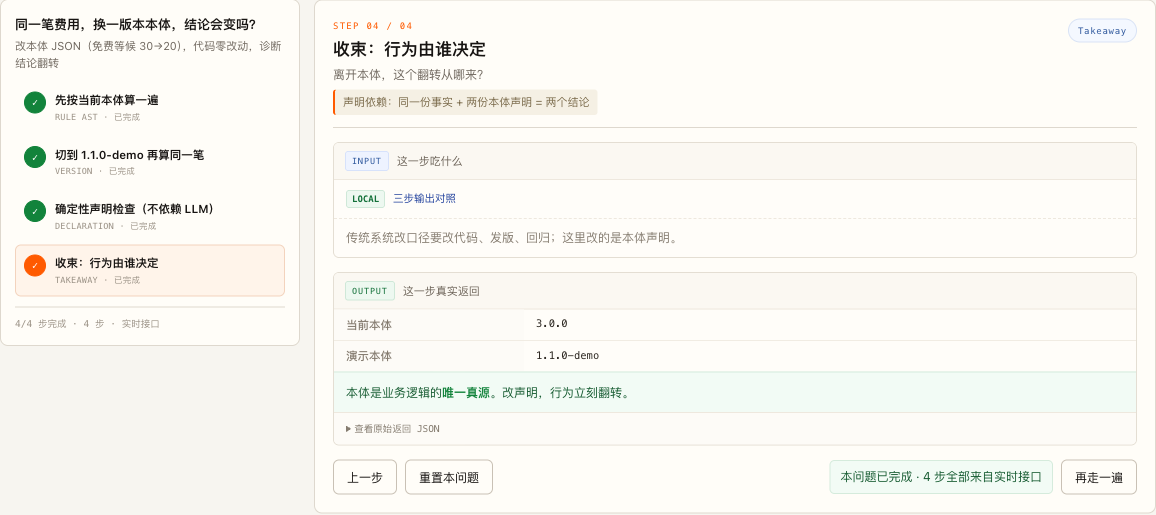 同一笔费用，换一版本体，结论会变吗？
改本体 JSON（免费等候 30→20），代码零改动，诊断
结论翻转
✓ 先按当前本体算一遍
RULE AST · 已完成
✓ 切到 1.1.0-demo 再算同一笔
VERSION · 已完成
✓ 确定性声明检查（不依赖 LLM）
DECLARATION · 已完成
✓ 收束：行为由谁决定
TAKEAWAY · 已完成
4/4 步完成 · 4 步 · 实时接口
STEP 04 / 04
Takeaway
收束：行为由谁决定
离开本体，这个翻转从哪来？
声明依赖：同一份事实 + 两份本体声明 = 两个结论
INPUT 这一步吃什么
LOCAL 三步输出对照
传统系统改口径要改代码、发版、回归；这里改的是本体声明。
OUTPUT 这一步真实返回
当前本体 3.0.0
演示本体 1.1.0-demo
本体是业务逻辑的唯一真源。改声明，行为立刻翻转。
▶ 查看原始返回 JSON
上一步 重置本问题 本问题已完成 · 4 步全部来自实时接口 再走一遍